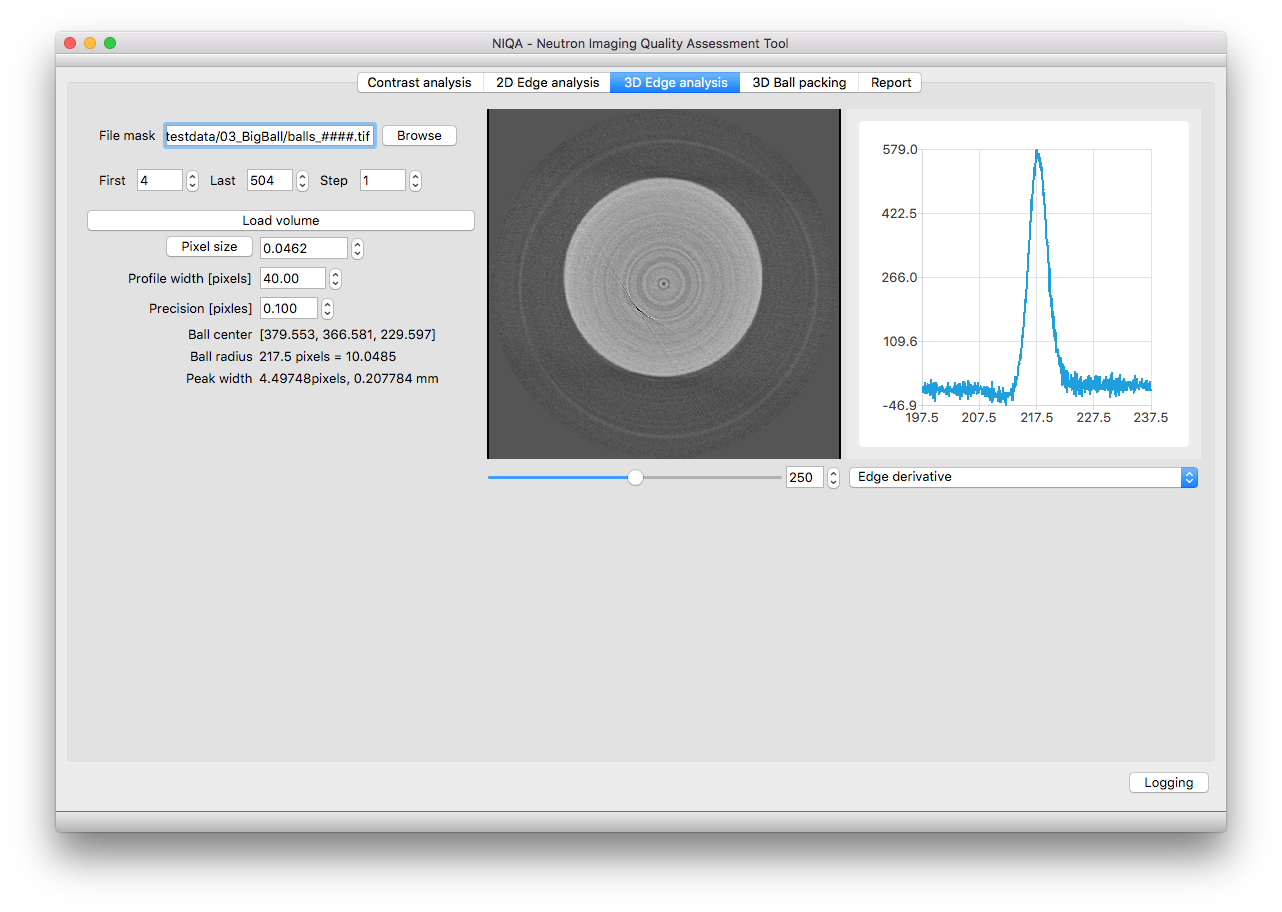 NIQA - Neutron Imaging Quality Assessment Tool
Contrast analysis 2D Edge analysis 3D Edge analysis 3D Ball packing Report
File mask testdata/03_BigBall/balls_####.tif Browse
First 4 Last 504 Step 1
Load volume
Pixel size 0.0462
Profile width [pixels] 40.00
Precision [pixles] 0.100
Ball center [379.553, 366.581, 229.597]
Ball radius 217.5 pixels = 10.0485
Peak width 4.49748pixels, 0.207784 mm
579.0
422.5
266.0
109.6
-46.9
197.5 207.5 217.5 227.5 237.5
250 Edge derivative
Logging